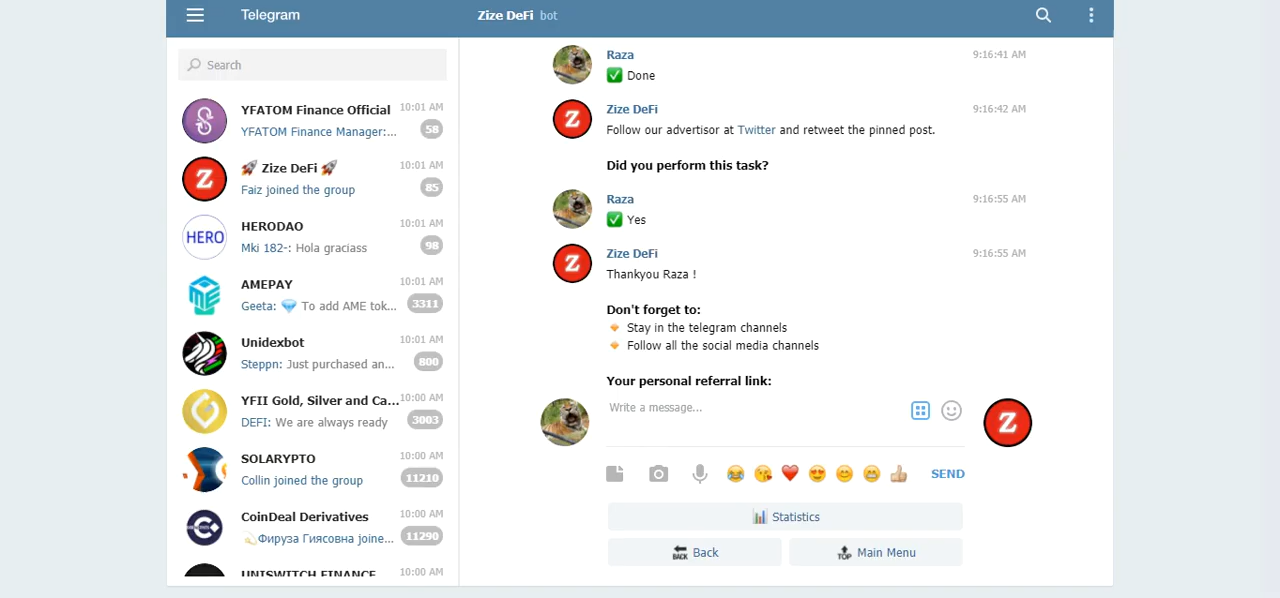 Telegram
Zize DeFi bot
Search
YFATOM Finance Official 10:01 AM
YFATOM Finance Manager:... 58
🚀 Zize DeFi 🚀 10:01 AM
Faiz joined the group 85
HERODAO 10:01 AM
Mki 182-: Hola graciass 98
AMEPAY 10:01 AM
Geeta: 💎 To add AME tok... 3311
Unidexbot 10:01 AM
Steppn: Just purchased an... 800
YFII Gold, Silver and Ca... 10:00 AM
DEFI: We are always ready 3003
SOLARYPTO 10:00 AM
Collin joined the group 11210
CoinDeal Derivatives 10:00 AM
💫Фируза Гиясовна joine... 11290
UNISWITCH FINANCE 10:00 AM
Z
HERO
Raza 9:16:41 AM
✅ Done
Z
Zize DeFi 9:16:42 AM
Follow our advertisor at Twitter and retweet the pinned post.
Did you perform this task?
Raza 9:16:55 AM
✅ Yes
Z
Zize DeFi 9:16:55 AM
Thankyou Raza !
Don't forget to:
🔸 Stay in the telegram channels
🔸 Follow all the social media channels
Your personal referral link:
Write a message...
Z
SEND
📊 Statistics
🔙 Back
🔝 Main Menu